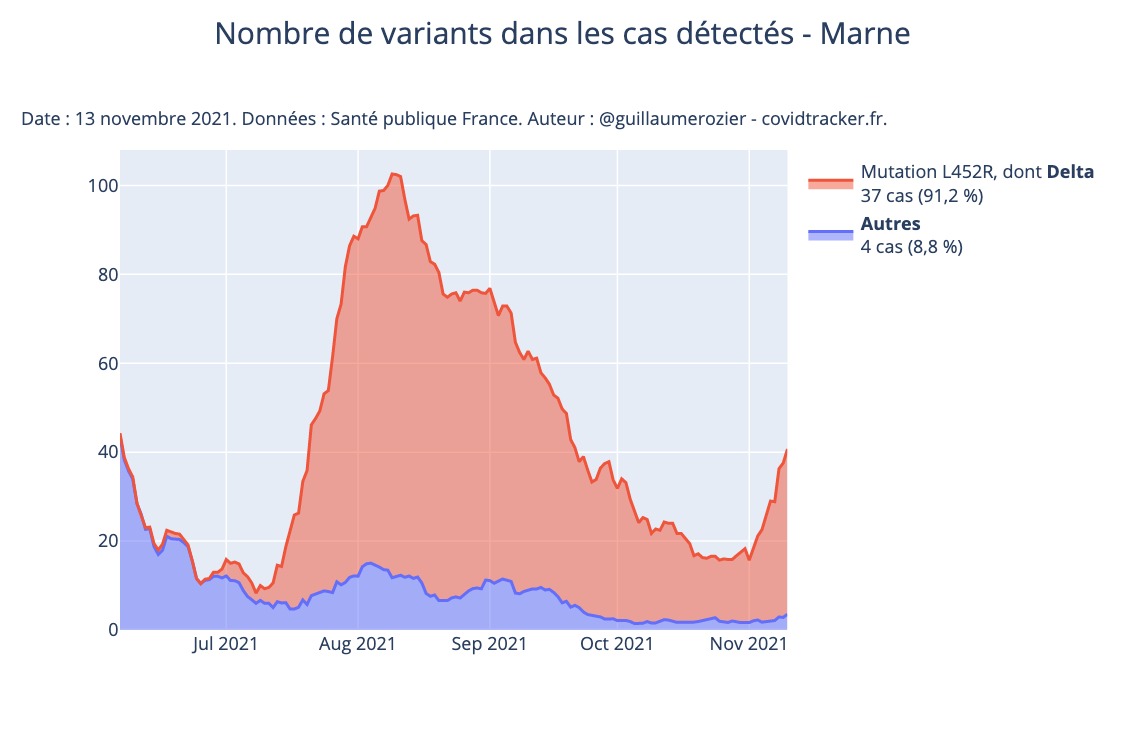 Nombre de variants dans les cas détectés - Marne
Date : 13 novembre 2021. Données : Santé publique France. Auteur : @guillaumerozier - covidtracker.fr.
Mutation L452R, dont Delta
37 cas (91,2 %)
Autres
4 cas (8,8 %)
100
80
60
40
20
0
Jul 2021
Aug 2021
Sep 2021
Oct 2021
Nov 2021